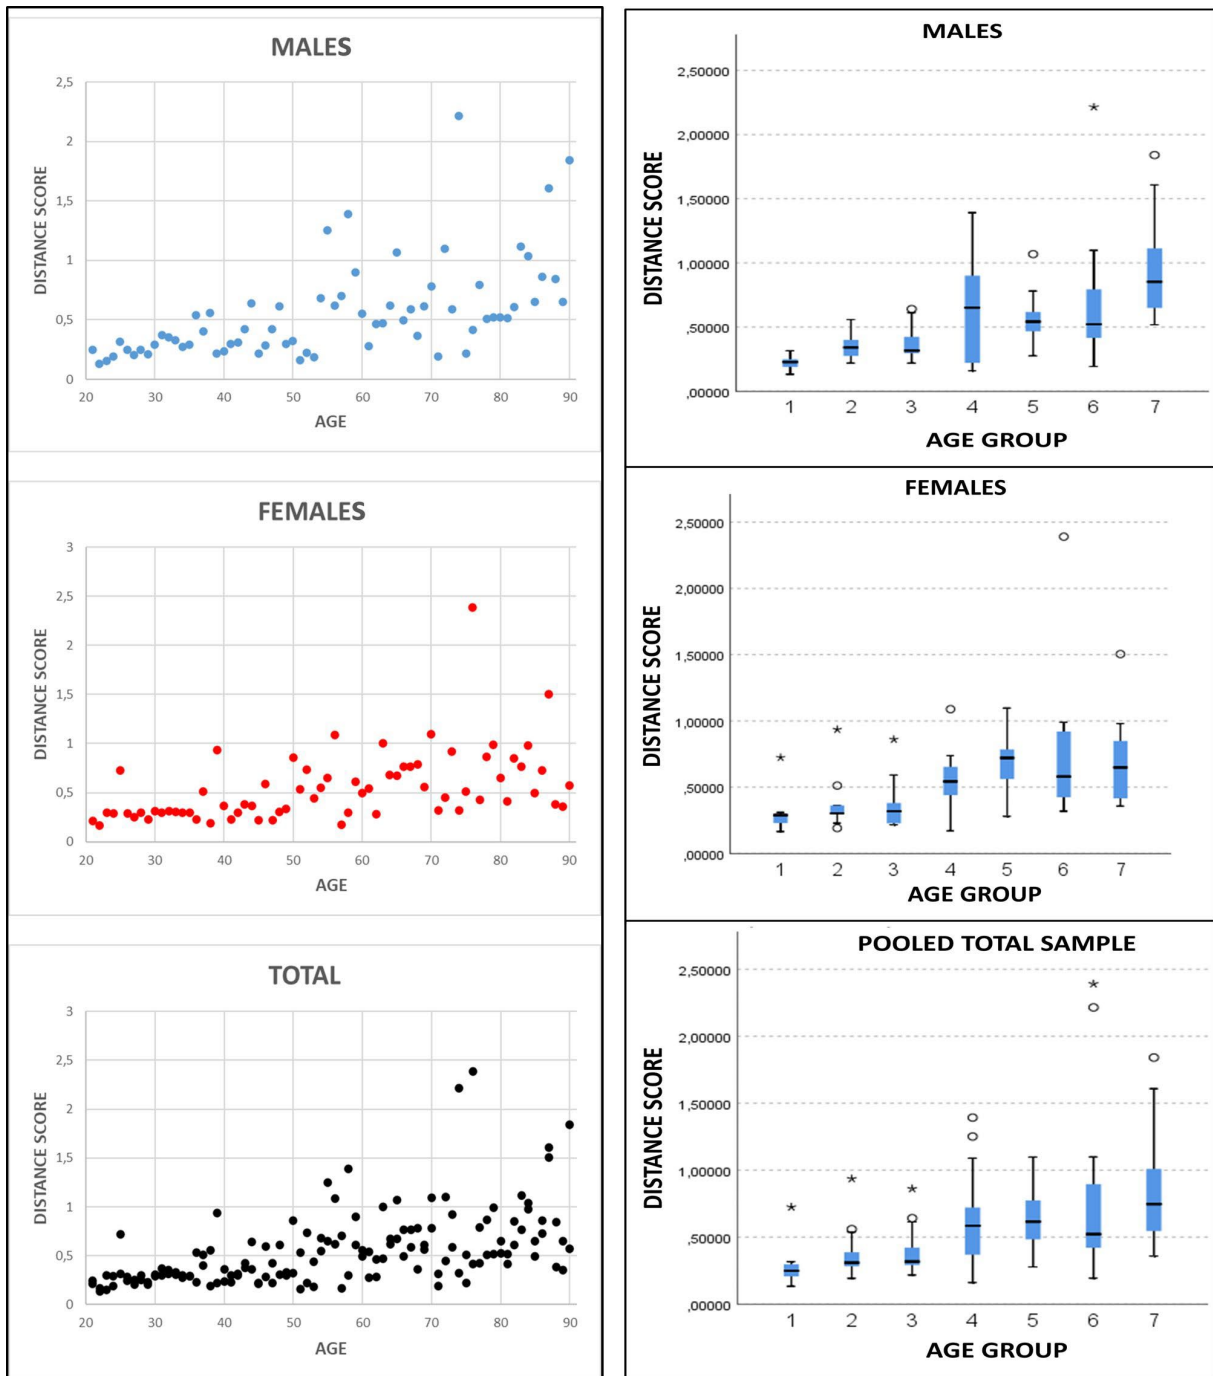 MALES
2,5
2
1,5
1
0,5
0
20 30 40 50 60 70 80 90
DISTANCE SCORE
AGE
FEMALES
3
2,5
2
1,5
1
0,5
0
20 30 40 50 60 70 80 90
DISTANCE SCORE
AGE
TOTAL
3
2,5
2
1,5
1
0,5
0
20 30 40 50 60 70 80 90
DISTANCE SCORE
AGE
MALES
2,50000
2,00000
1,50000
1,00000
,50000
,00000
1 2 3 4 5 6 7
DISTANCE SCORE
AGE GROUP
FEMALES
2,50000
2,00000
1,50000
1,00000
,50000
,00000
1 2 3 4 5 6 7
DISTANCE SCORE
AGE GROUP
POOLED TOTAL SAMPLE
2,50000
2,00000
1,50000
1,00000
,50000
,00000
1 2 3 4 5 6 7
DISTANCE SCORE
AGE GROUP